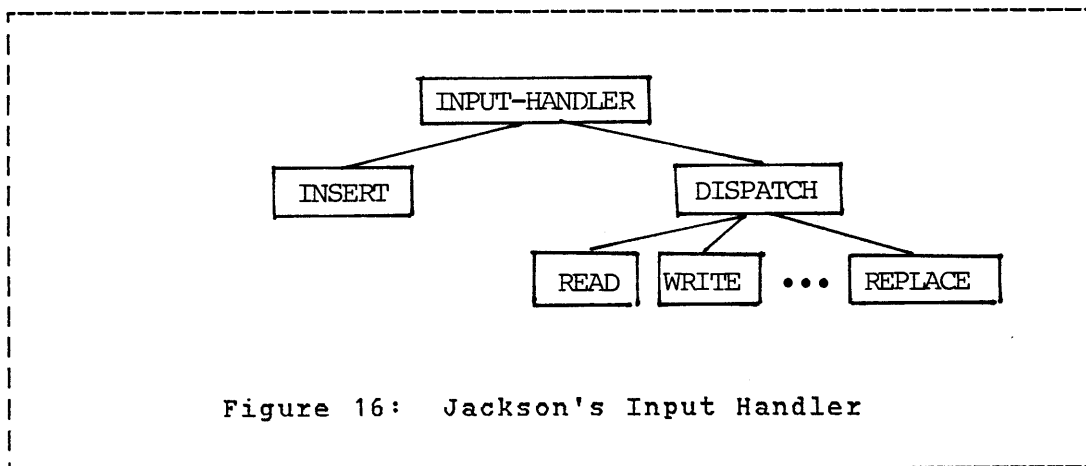 INPUT-HANDLER
INSERT DISPATCH
READ WRITE ••• REPLACE
Figure 16: Jackson's Input Handler